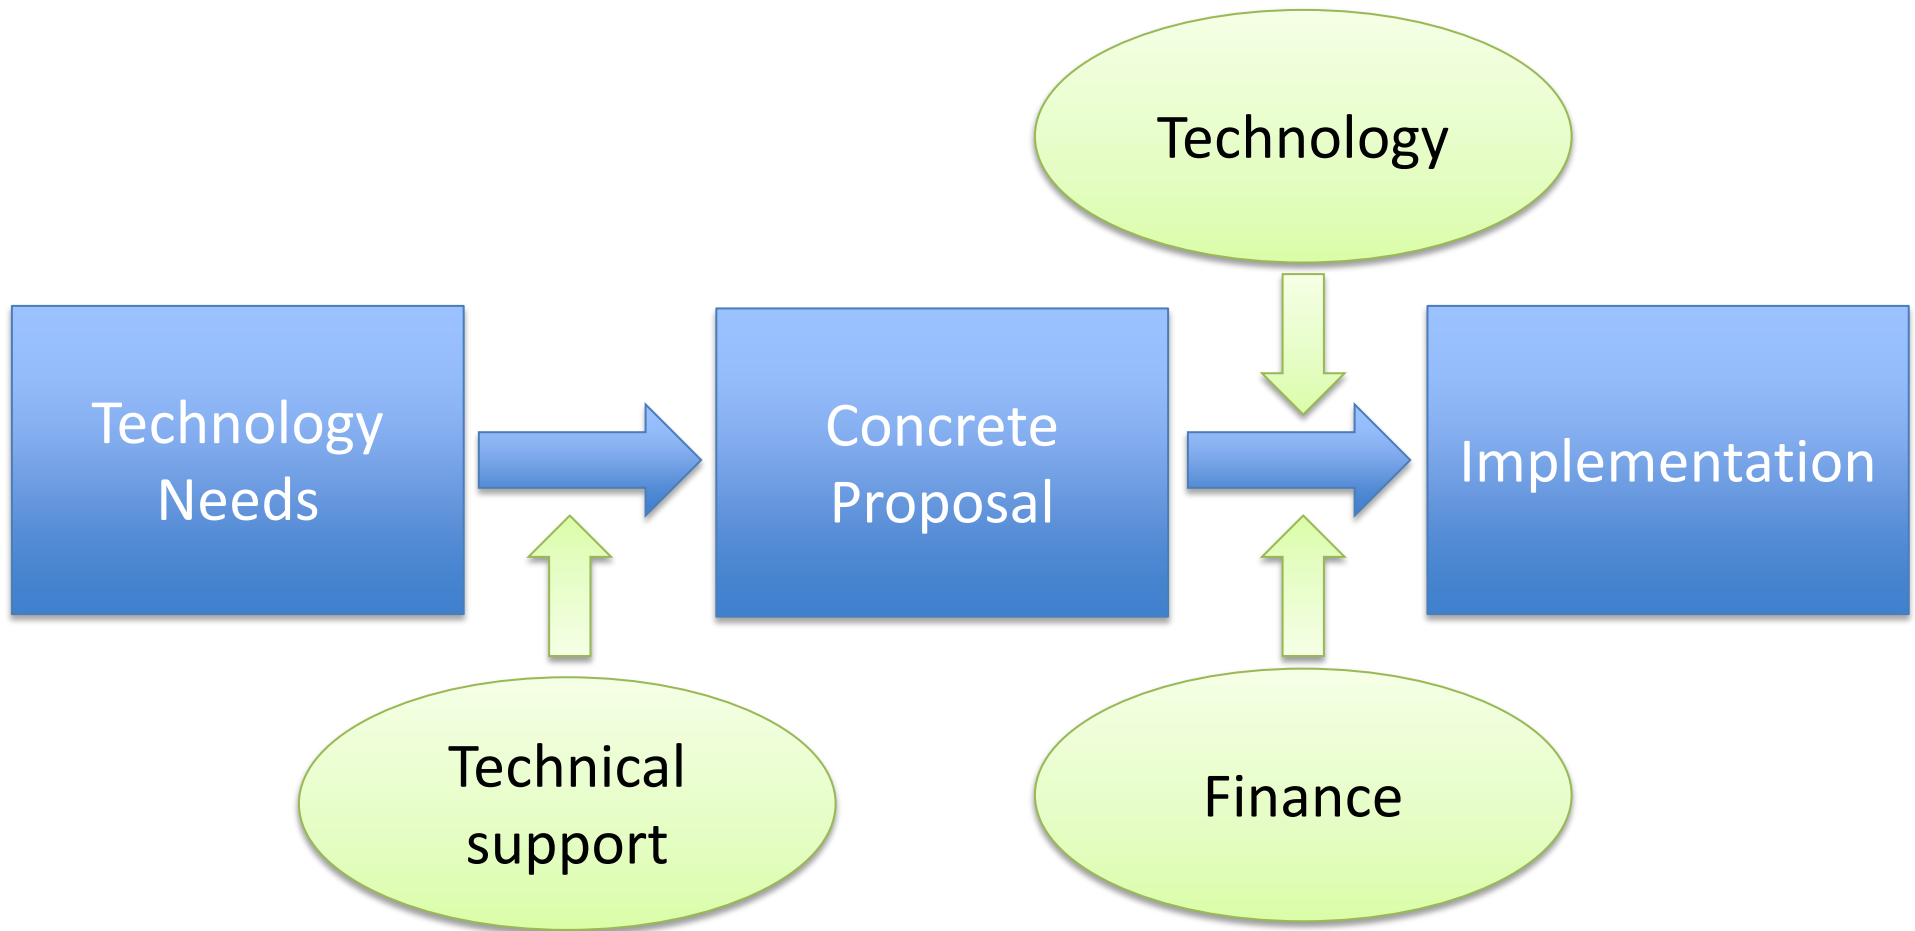 Technology
Technology
Needs
Concrete
Proposal
Implementation
Technical
support
Finance